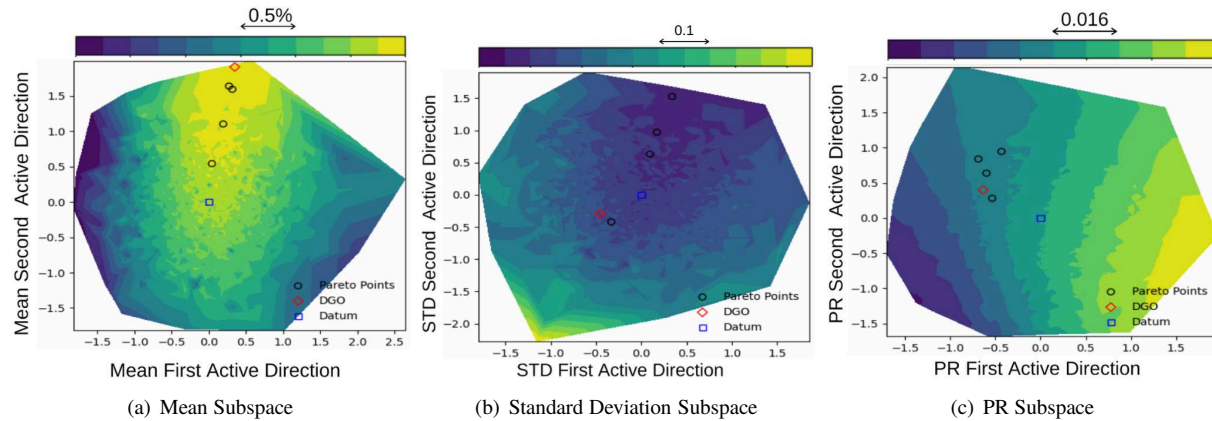 0.5%
2.0
1.5
1.0
0.5
0.0
−0.5
−1.0
−1.5
Mean Second Active Direction
Pareto Points
DGO
Datum
−1.5 −1.0 −0.5 0.0 0.5 1.0 1.5 2.0 2.5
Mean First Active Direction
(a) Mean Subspace
0.1
1.5
1.0
0.5
0.0
−0.5
−1.0
−1.5
−2.0
STD Second Active Direction
Pareto Points
DGO
Datum
−1.5 −1.0 −0.5 0.0 0.5 1.0 1.5
STD First Active Direction
(b) Standard Deviation Subspace
0.016
2.0
1.5
1.0
0.5
0.0
−0.5
−1.0
−1.5
PR Second Active Direction
Pareto Points
DGO
Datum
−1.5 −1.0 −0.5 0.0 0.5 1.0 1.5
PR First Active Direction
(c) PR Subspace